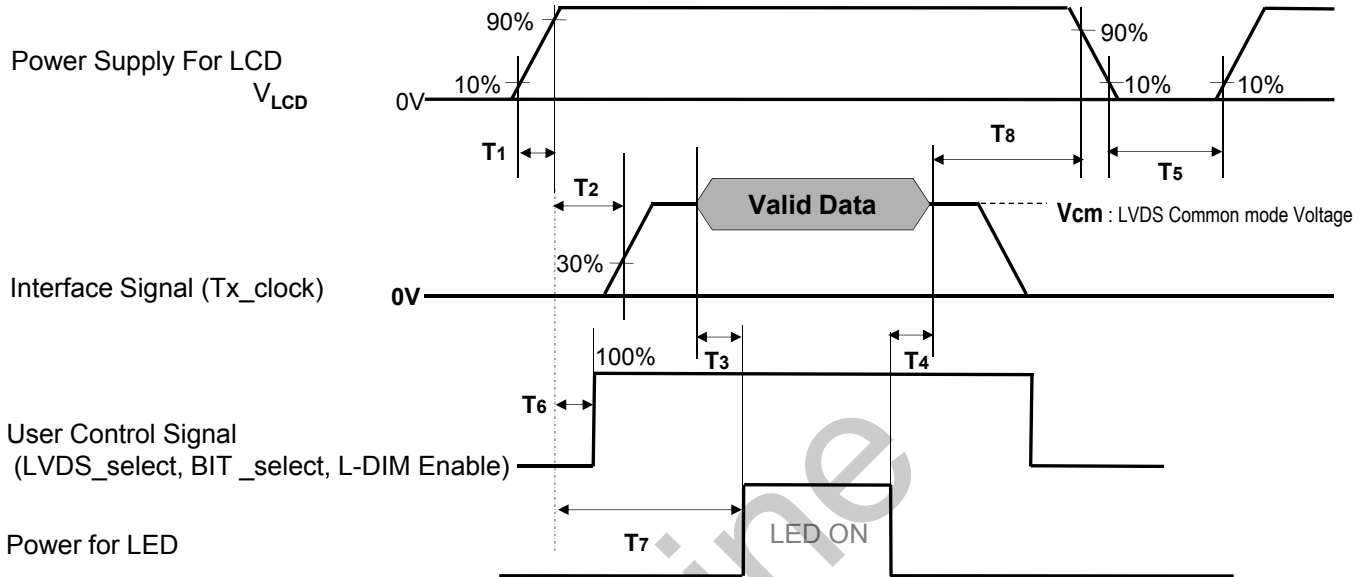 90%
90%
Power Supply For LCD
VLCD
10%
10%
10%
0V
T1
T8
T5
T2
Valid Data
Vcm : LVDS Common mode Voltage
30%
Interface Signal (Tx_clock)
0V
T3
T4
100%
T6
User Control Signal
(LVDS_select, BIT _select, L-DIM Enable)
T7
LED ON
Power for LED
ine